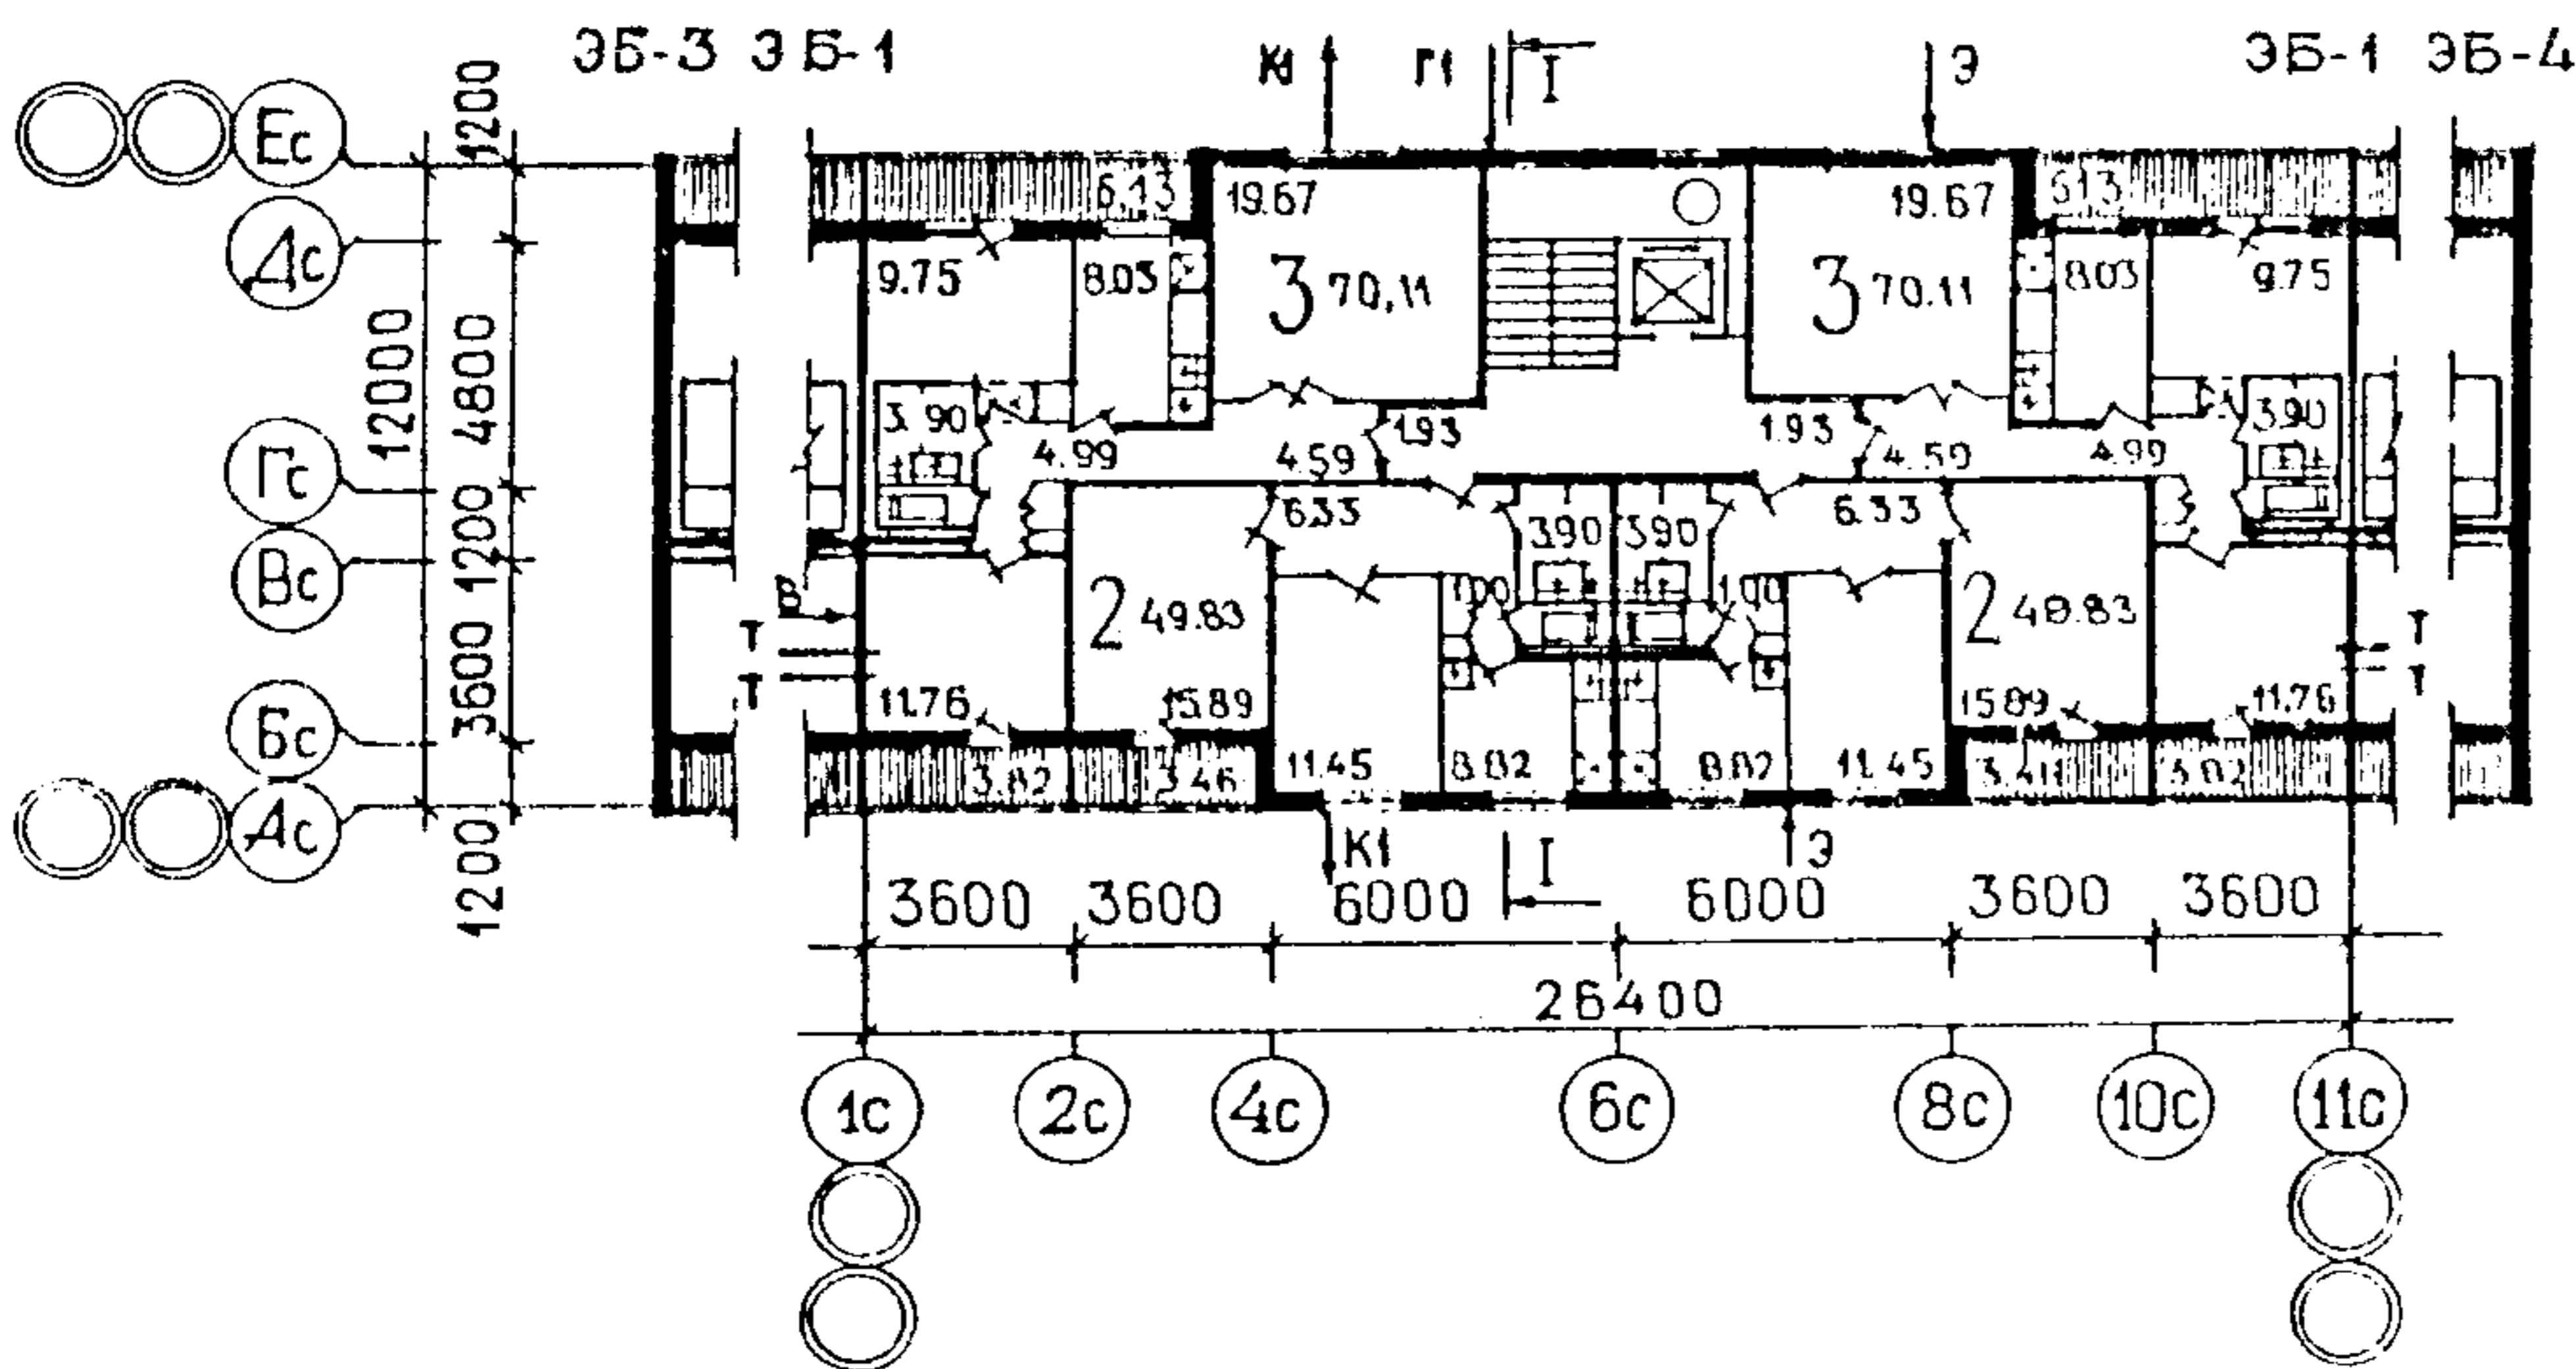 ЭБ-3 ЭБ-1 К1 Г1 I Э ЭБ-1 ЭБ-4
Ес 1200
6.13 19.67 19.67 6.13
Дс 9.75 8.03 3 70,11 3 70.11 8.03 9.75
12000 4800
3.90 1.93 1.93 3.90
Гс 4.99 4.59 4.59 4.99
6.33 6.33
1200 3.90 3.90
Вс В 1.00 1.00
2 49.83 2 49.83
Т Т
Т Т
3600
Бс 11.76 15.89 15.89 11.76
3.82 3.46 11.45 8.02 8.02 11.45 3.82
Ас 1200 К1 I Э
3600 3600 6000 6000 3600 3600
26400
1с 2с 4с 6с 8с 10с 11с